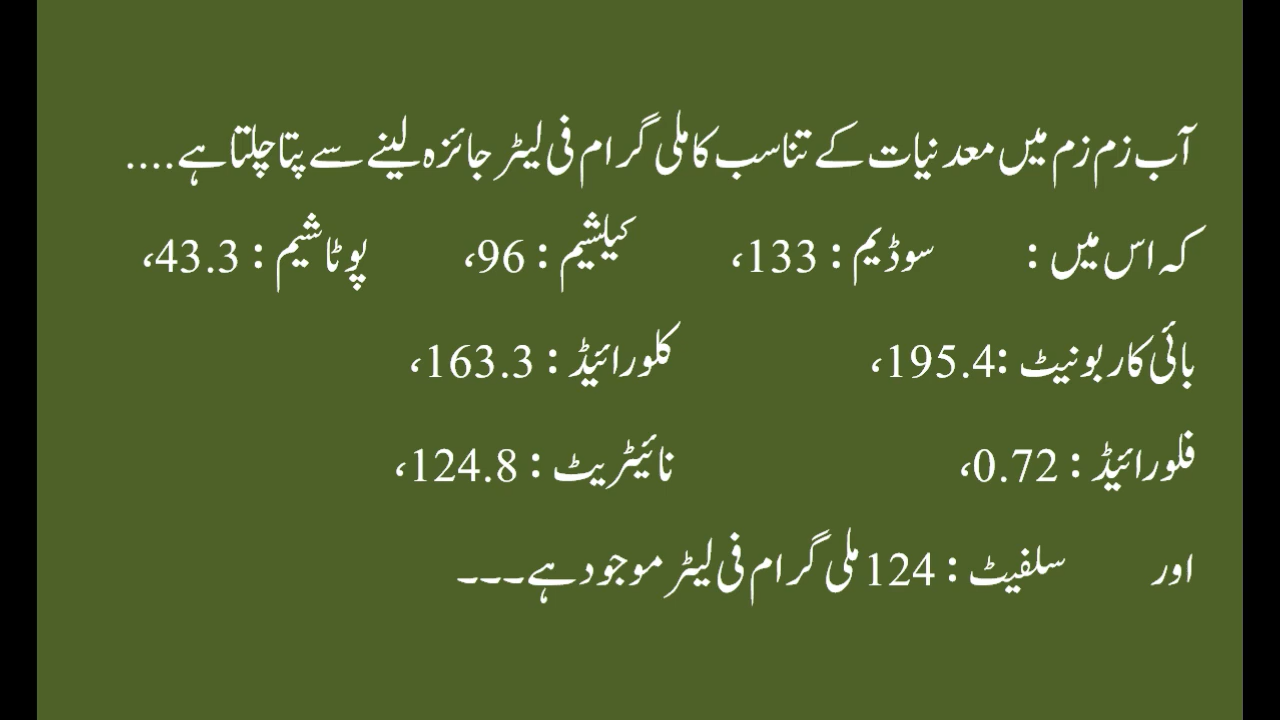 آب زم زم میں معدنیات کے تناسب کا ملی گرام فی لیٹر جائزہ لینے سے پتا چلتا ہے....
کہ اس میں : سوڈیم : 133، کیلشیم : 96، پوٹاشیم : 43.3،
بائی کاربونیٹ :195.4، کلورائیڈ : 163.3،
فلورائیڈ : 0.72، نائیٹریٹ : 124.8،
اور سلفیٹ : 124 ملی گرام فی لیٹر موجود ہے۔۔۔